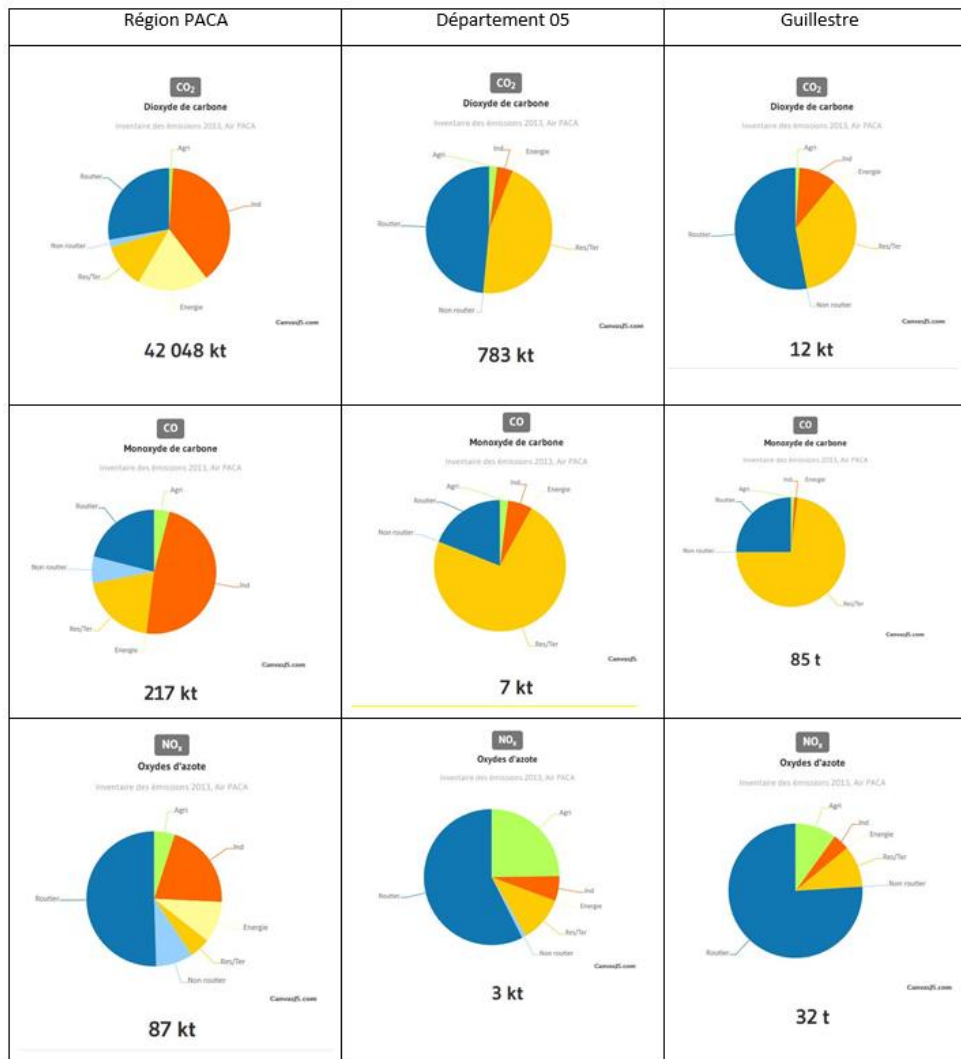 Région PACA
Département 05
Guillestre
CO₂
Dioxyde de carbone
Inventaire des émissions 2013, Air PACA
Agri
Routier
Ind
Non routier
Res/Ter
Energie
CanvasJS.com
42 048 kt
CO₂
Dioxyde de carbone
Inventaire des émissions 2013, Air PACA
Ind
Energie
Agri
Routier
Res/Ter
Non routier
CanvasJS.com
783 kt
CO₂
Dioxyde de carbone
Inventaire des émissions 2013, Air PACA
Agri
Ind
Energie
Routier
Res/Ter
Non routier
CanvasJS.com
12 kt
CO
Monoxyde de carbone
Inventaire des émissions 2013, Air PACA
Agri
Routier
Non routier
Ind
Res/Ter
Energie
CanvasJS.com
217 kt
CO
Monoxyde de carbone
Inventaire des émissions 2013, Air PACA
Ind
Energie
Agri
Routier
Non routier
Res/Ter
CanvasJS
7 kt
CO
Monoxyde de carbone
Inventaire des émissions 2013, Air PACA
Ind
Energie
Agri
Routier
Non routier
Res/Ter
CanvasJS.com
85 t
NOₓ
Oxydes d'azote
Inventaire des émissions 2013, Air PACA
Agri
Ind
Routier
Energie
Res/Ter
Non routier
CanvasJS.com
87 kt
NOₓ
Oxydes d'azote
Inventaire des émissions 2013, Air PACA
Agri
Routier
Ind
Energie
Res/Ter
Non routier
CanvasJS.com
3 kt
NOₓ
Oxydes d'azote
Inventaire des émissions 2013, Air PACA
Agri
Ind
Energie
Res/Ter
Non routier
Routier
CanvasJS.com
32 t